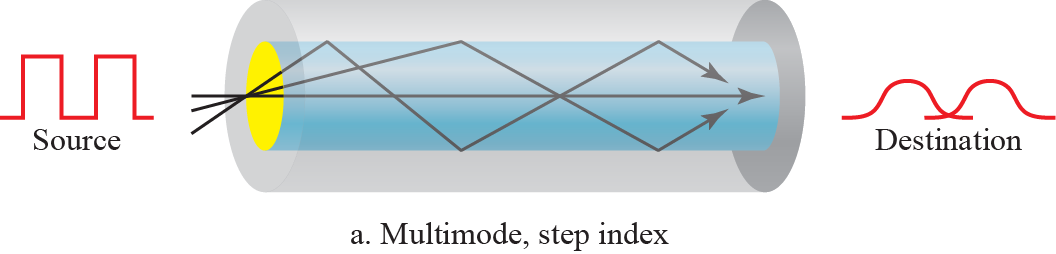 Source
Destination
a. Multimode, step index